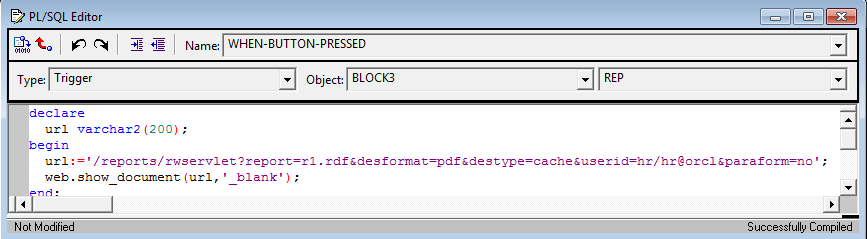 PL/SQL Editor
Name: WHEN-BUTTON-PRESSED
Type: Trigger Object: BLOCK3 REP
declare
url varchar2(200);
begin
url:='/reports/rwservlet?report=r1.rdf&desformat=pdf&destype=cache&userid=hr/hr@orcl&paraform=no';
web.show_document(url,'_blank');
end;
Not Modified Successfully Compiled